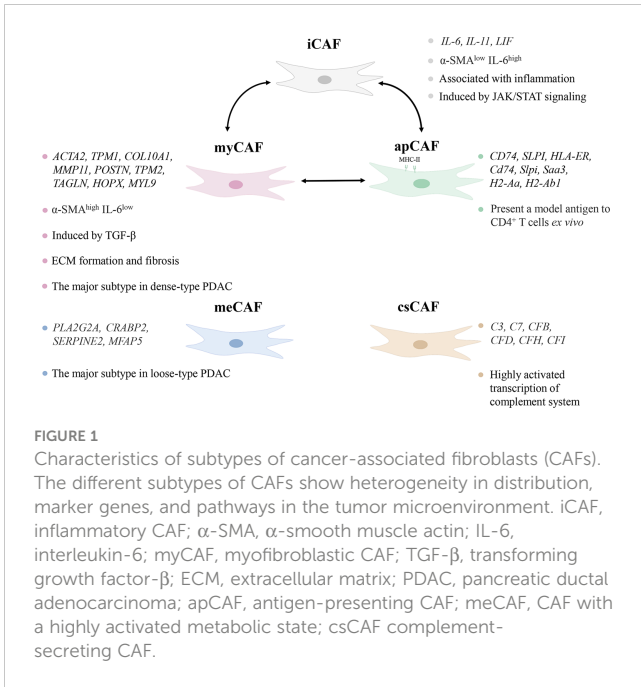 iCAF
IL-6, IL-11, LIF
α-SMAlow IL-6high
Associated with inflammation
Induced by JAK/STAT signaling
myCAF
ACTA2, TPM1, COL10A1,
MMP11, POSTN, TPM2,
TAGLN, HOPX, MYL9
α-SMAhigh IL-6low
Induced by TGF-β
ECM formation and fibrosis
The major subtype in dense-type PDAC
apCAF
MHC-II
CD74, SLPI, HLA-ER,
Cd74, Slpi, Saa3,
H2-Aa, H2-Ab1
Present a model antigen to
CD4+ T cells ex vivo
meCAF
PLA2G2A, CRABP2,
SERPINE2, MFAP5
The major subtype in loose-type PDAC
csCAF
C3, C7, CFB,
CFD, CFH, CFI
Highly activated
transcription of
complement system
FIGURE 1
Characteristics of subtypes of cancer-associated fibroblasts (CAFs).
The different subtypes of CAFs show heterogeneity in distribution,
marker genes, and pathways in the tumor microenvironment. iCAF,
inflammatory CAF; α-SMA, α-smooth muscle actin; IL-6,
interleukin-6; myCAF, myofibroblastic CAF; TGF-β, transforming
growth factor-β; ECM, extracellular matrix; PDAC, pancreatic ductal
adenocarcinoma; apCAF, antigen-presenting CAF; meCAF, CAF with
a highly activated metabolic state; csCAF complement-
secreting CAF.